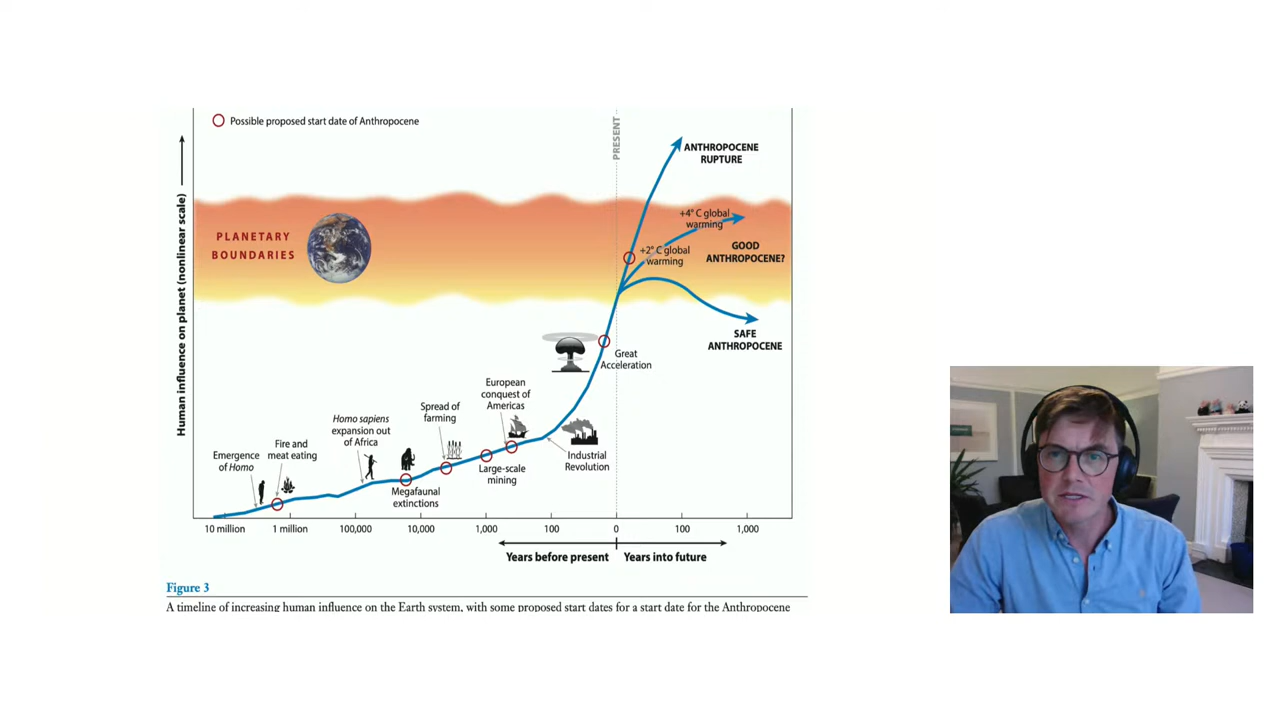 Possible proposed start date of Anthropocene
PRESENT
ANTHROPOCENE
RUPTURE
Human influence on planet (nonlinear scale)
PLANETARY
BOUNDARIES
+4° C global
warming
+2° C global
warming
GOOD
ANTHROPOCENE?
SAFE
ANTHROPOCENE
Great
Acceleration
European
conquest of
Americas
Spread of
farming
Homo sapiens
expansion out
of Africa
Fire and
meat eating
Emergence
of Homo
Megafaunal
extinctions
Large-scale
mining
Industrial
Revolution
10 million 1 million 100,000 10,000 1,000 100 0 100 1,000
Years before present Years into future
Figure 3
A timeline of increasing human influence on the Earth system, with some proposed start dates for a start date for the Anthropocene